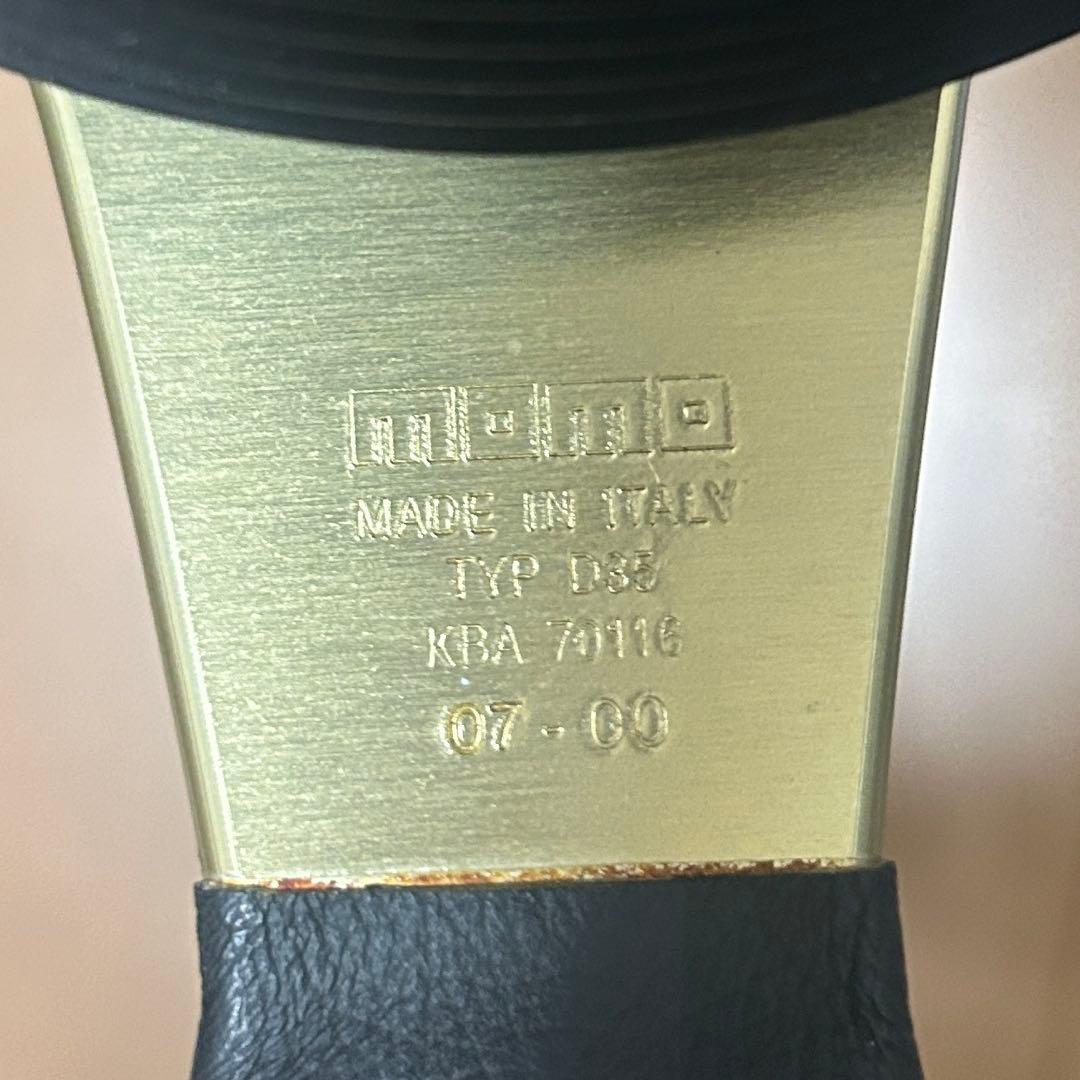 momo
MADE IN ITALY
TYP D35
KBA 70116
07 - 00